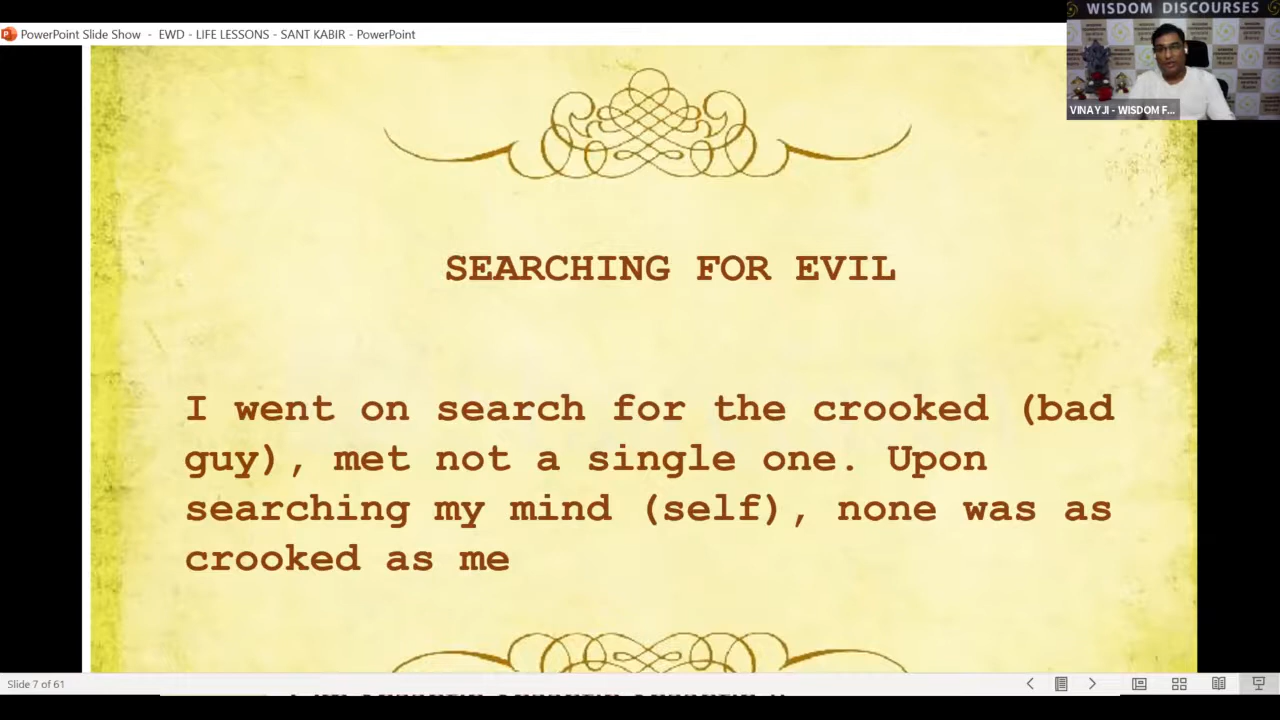 WISDOM DISCOURSES
PowerPoint Slide Show - EWD - LIFE LESSONS - SANT KABIR - PowerPoint
VINAYJI - WISDOM F...
SEARCHING FOR EVIL
I went on search for the crooked (bad
guy), met not a single one. Upon
searching my mind (self), none was as
crooked as me
Slide 7 of 61